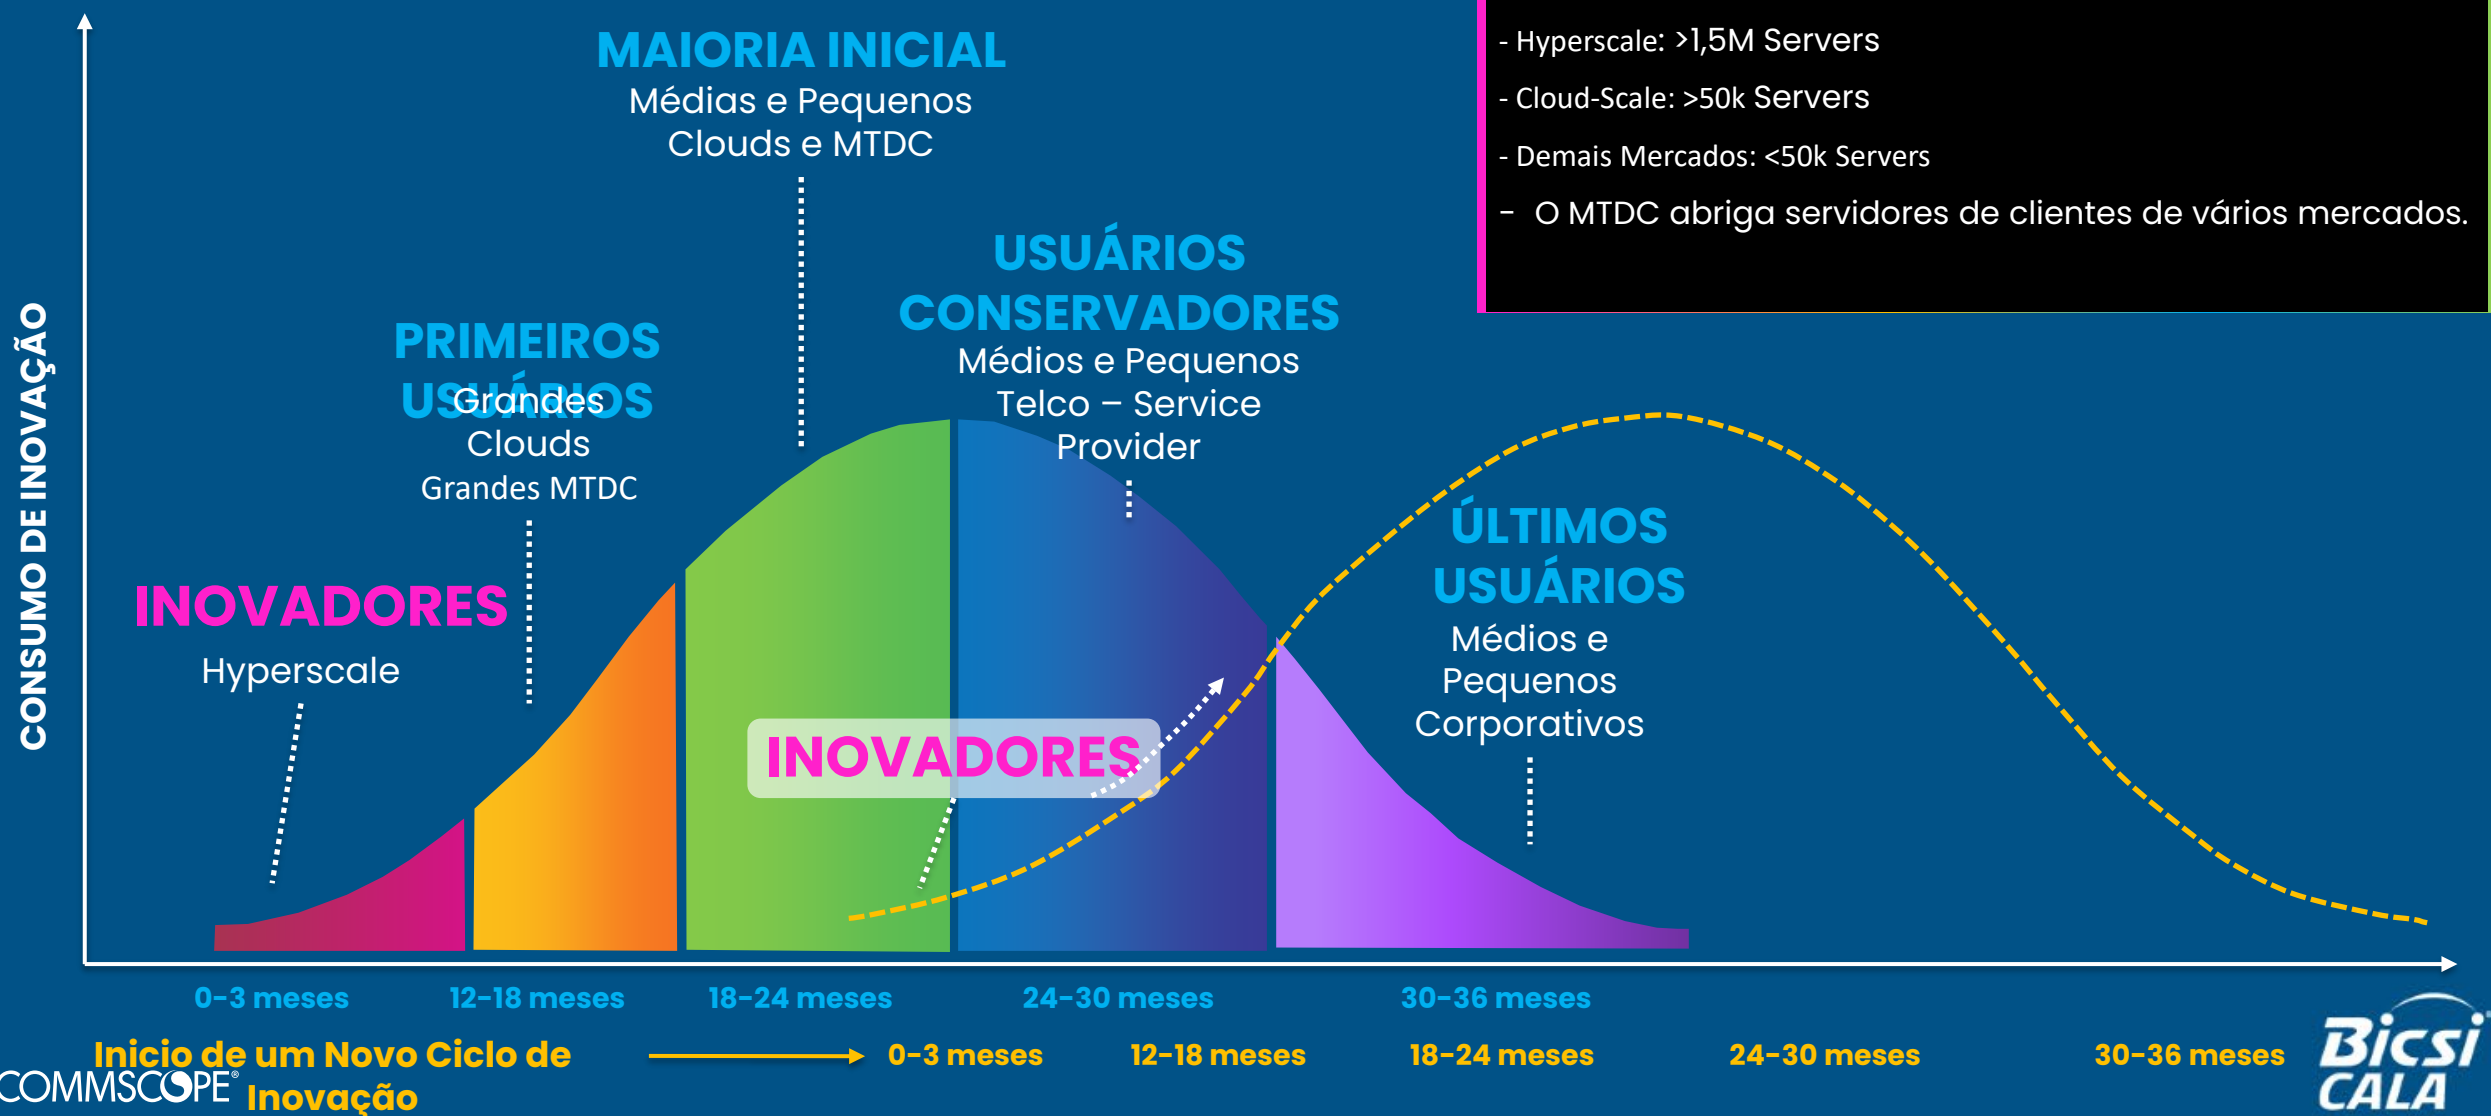 CONSUMO DE INOVAÇÃO
MAIORIA INICIAL
Médias e Pequenos
Clouds e MTDC
- Hyperscale: >1,5M Servers
- Cloud-Scale: >50k Servers
- Demais Mercados: <50k Servers
- O MTDC abriga servidores de clientes de vários mercados.
USUÁRIOS
CONSERVADORES
Médios e Pequenos
Telco – Service
Provider
PRIMEIROS
USUÁRIOS
Grandes
Clouds
Grandes MTDC
INOVADORES
Hyperscale
INOVADORES
ÚLTIMOS
USUÁRIOS
Médios e
Pequenos
Corporativos
0-3 meses
12-18 meses
18-24 meses
24-30 meses
30-36 meses
Inicio de um Novo Ciclo de
Inovação
0-3 meses
12-18 meses
18-24 meses
24-30 meses
30-36 meses
COMMSCOPE®
Bicsi
CALA